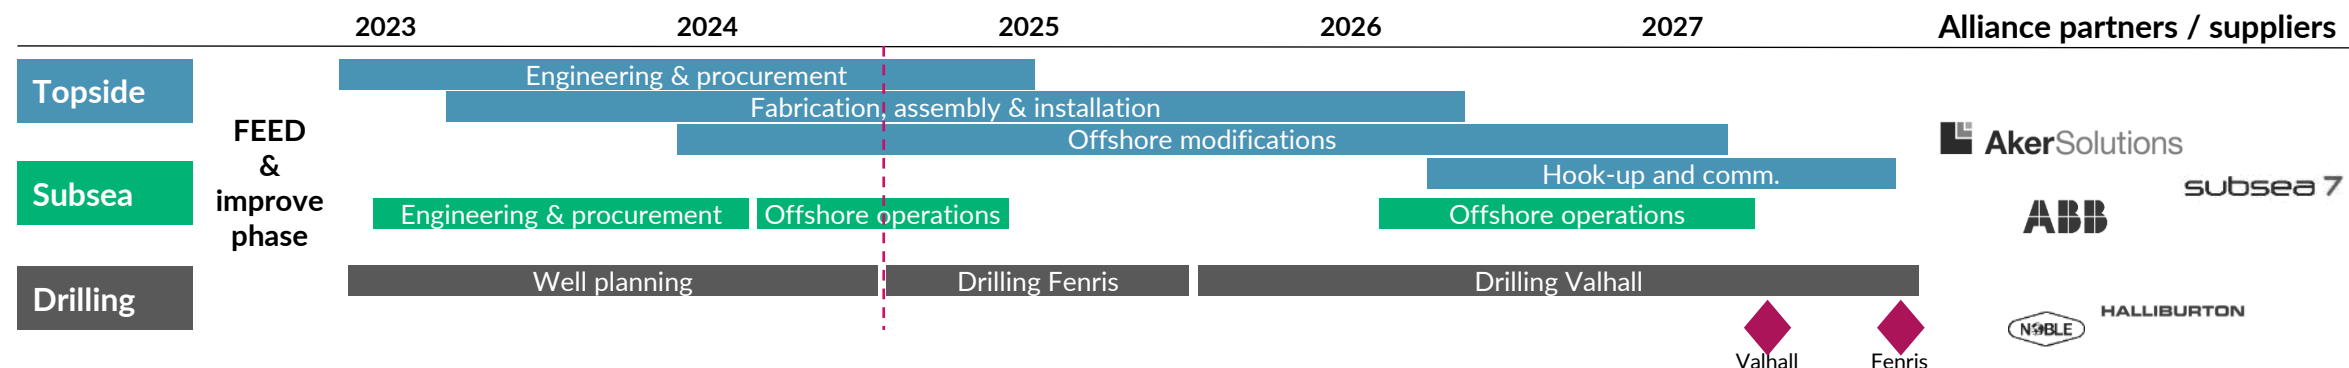 2023 2024 2025 2026 2027 Alliance partners / suppliers
Topside
Engineering & procurement
Fabrication, assembly & installation
Offshore modifications
Hook-up and comm.
FEED
&
improve
phase
Subsea
Engineering & procurement Offshore operations Offshore operations
Drilling
Well planning Drilling Fenris Drilling Valhall
Valhall Fenris
AkerSolutions
subsea 7
ABB
HALLIBURTON
NOBLE